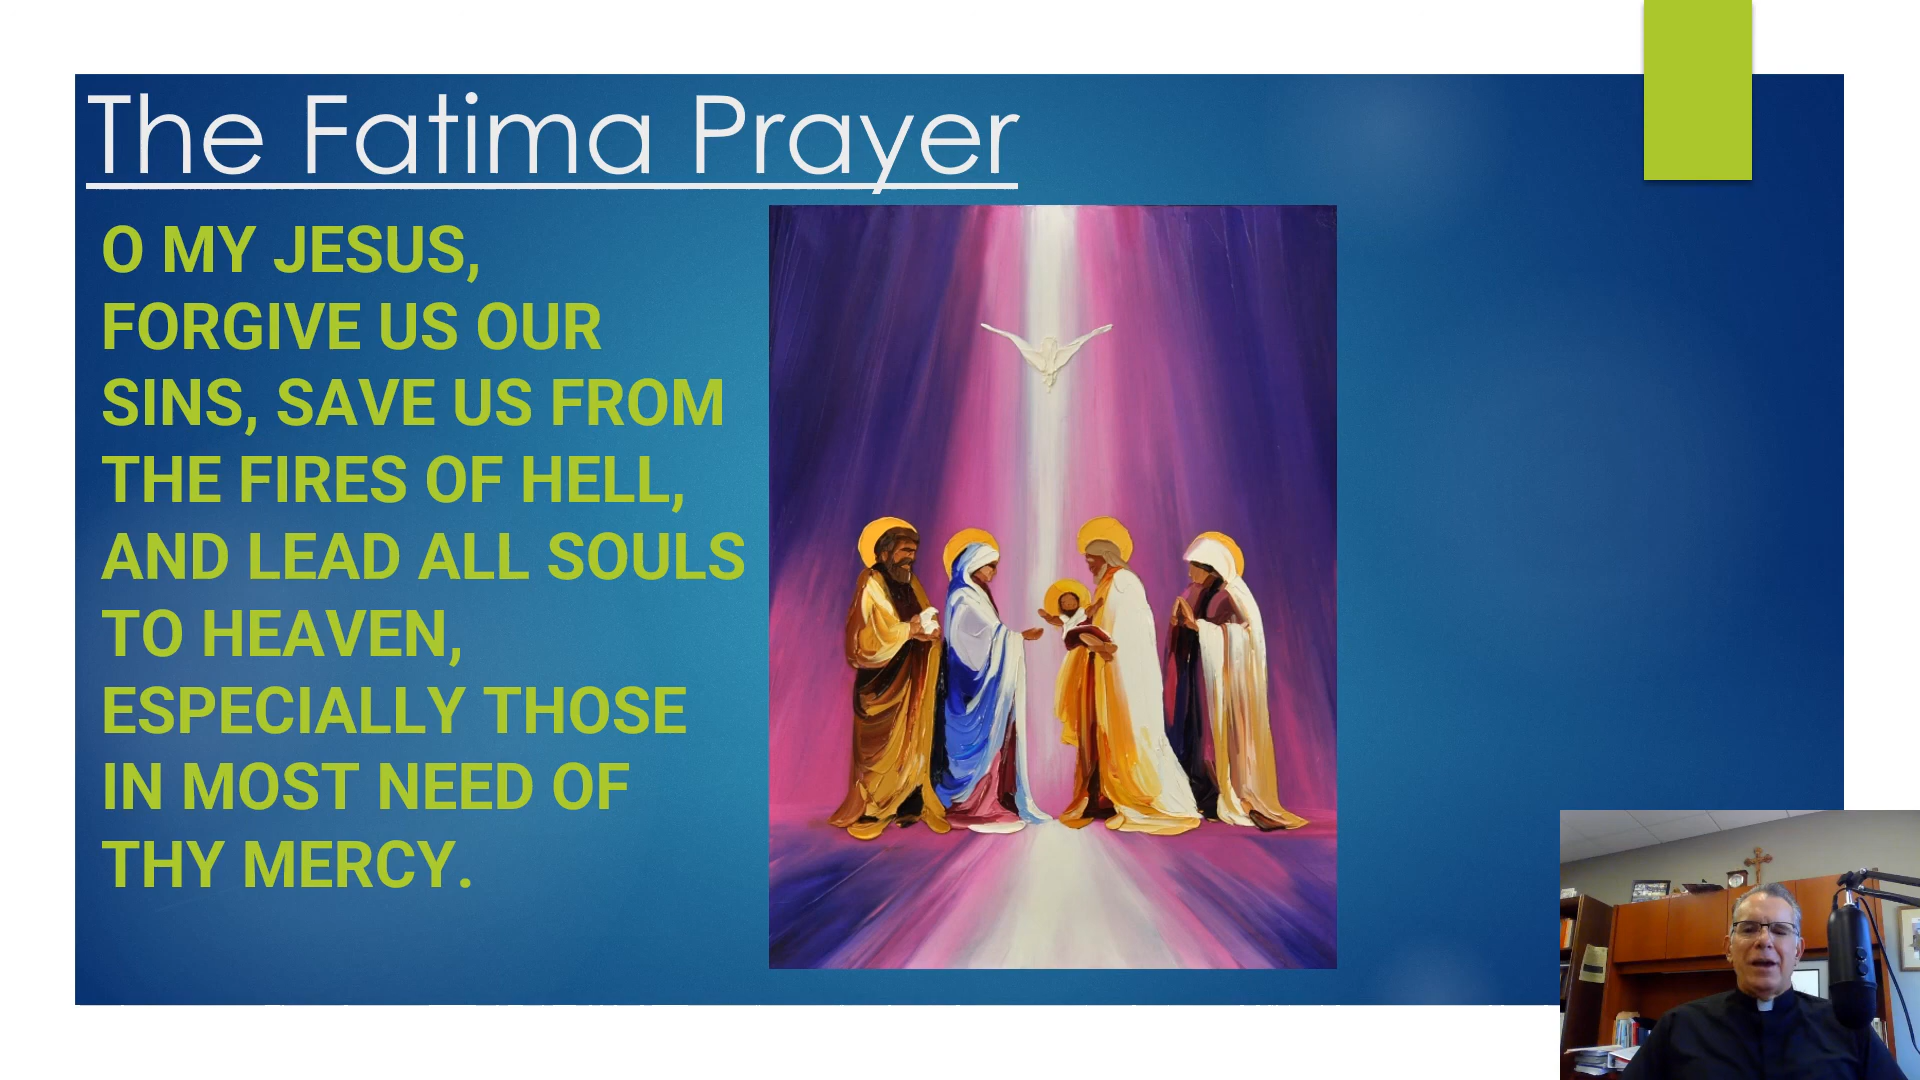 The Fatima Prayer
O MY JESUS,
FORGIVE US OUR
SINS, SAVE US FROM
THE FIRES OF HELL,
AND LEAD ALL SOULS
TO HEAVEN,
ESPECIALLY THOSE
IN MOST NEED OF
THY MERCY.